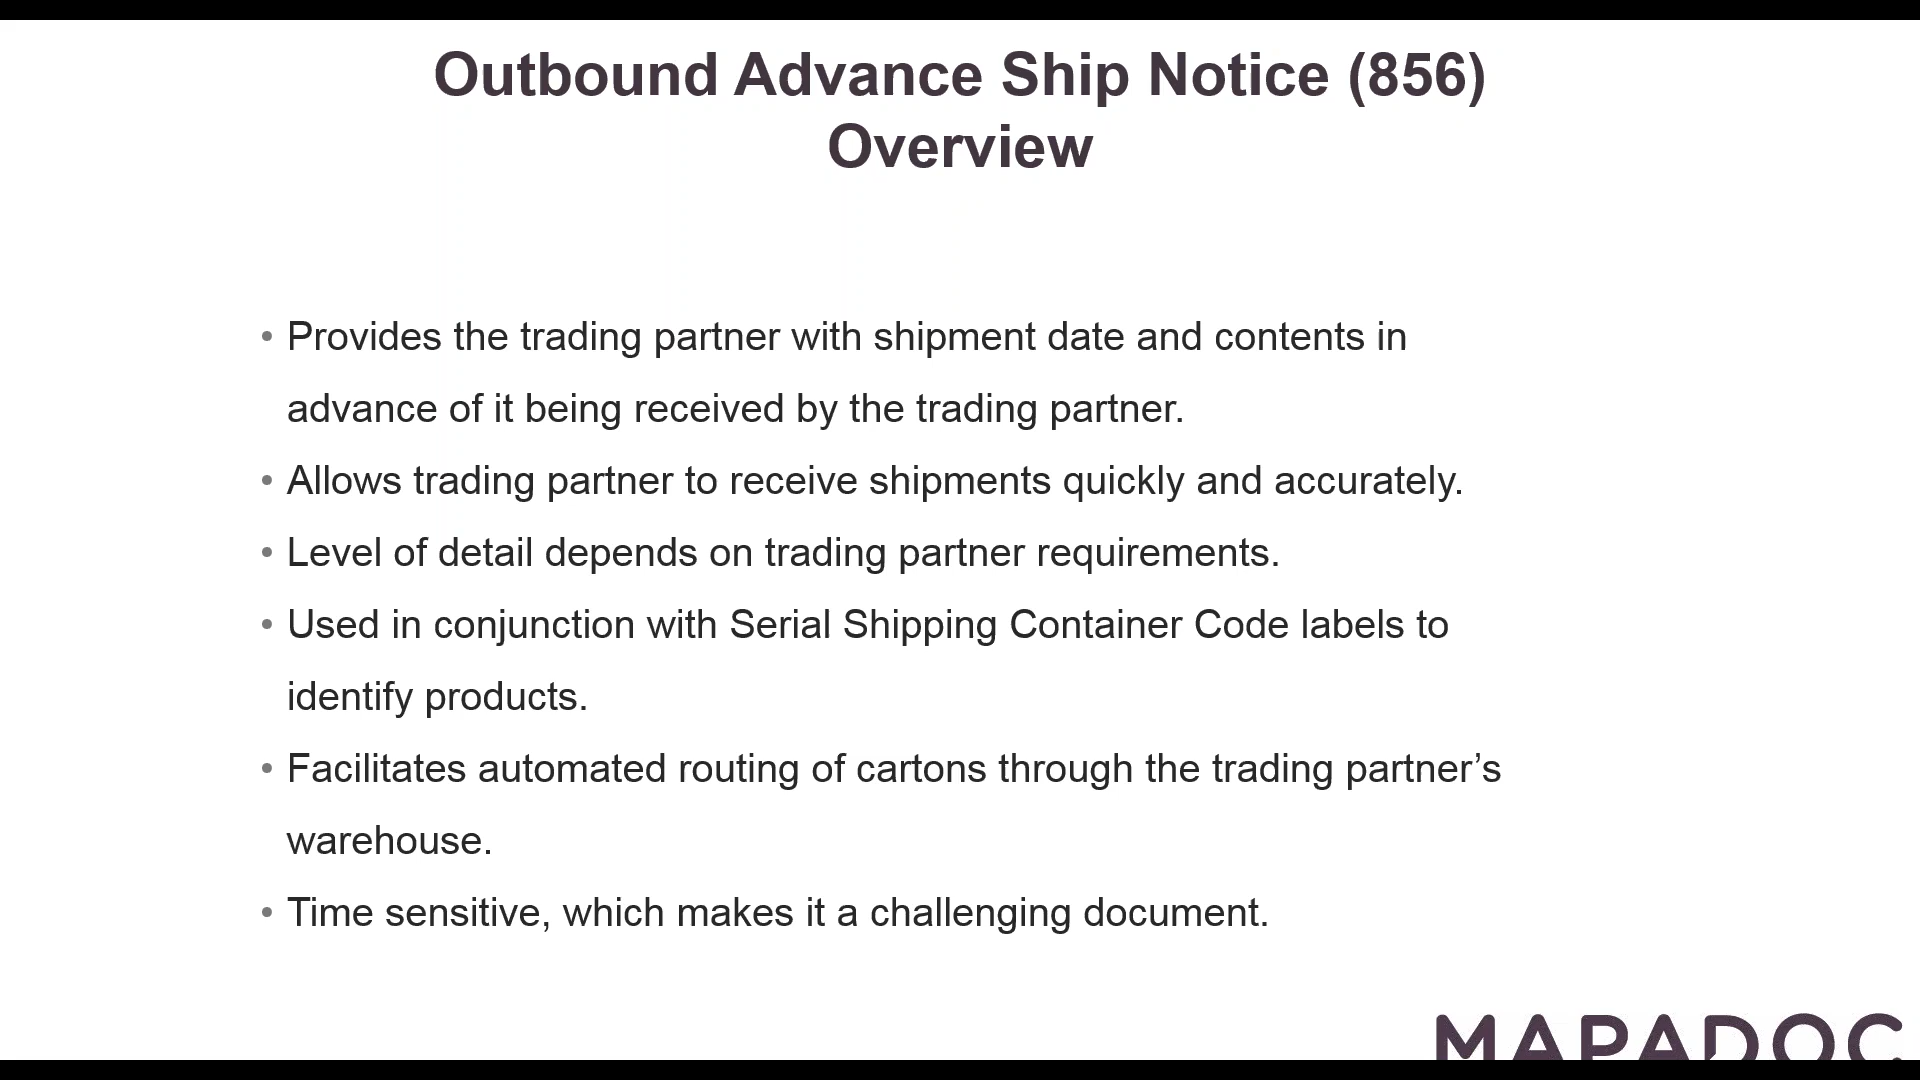 Outbound Advance Ship Notice (856)
Overview
• Provides the trading partner with shipment date and contents in
advance of it being received by the trading partner.
• Allows trading partner to receive shipments quickly and accurately.
• Level of detail depends on trading partner requirements.
• Used in conjunction with Serial Shipping Container Code labels to
identify products.
• Facilitates automated routing of cartons through the trading partner’s
warehouse.
• Time sensitive, which makes it a challenging document.
MAPADOC